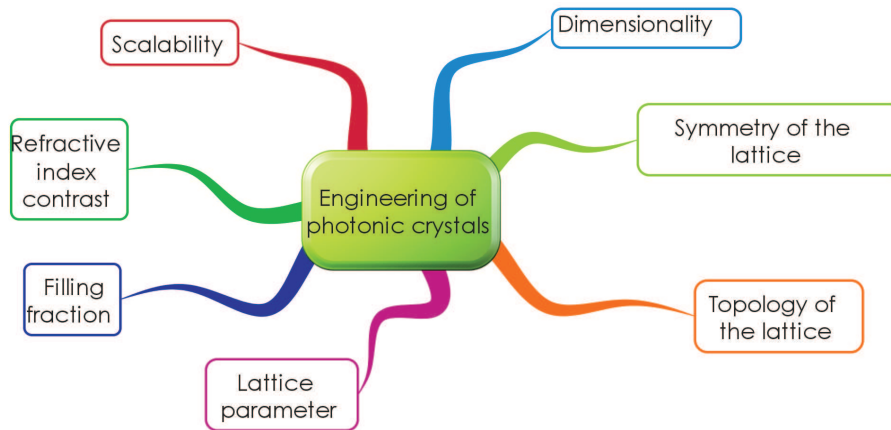 Scalability
Dimensionality
Refractive
index
contrast
Symmetry of the
lattice
Engineering of
photonic crystals
Filling
fraction
Topology of
the lattice
Lattice
parameter